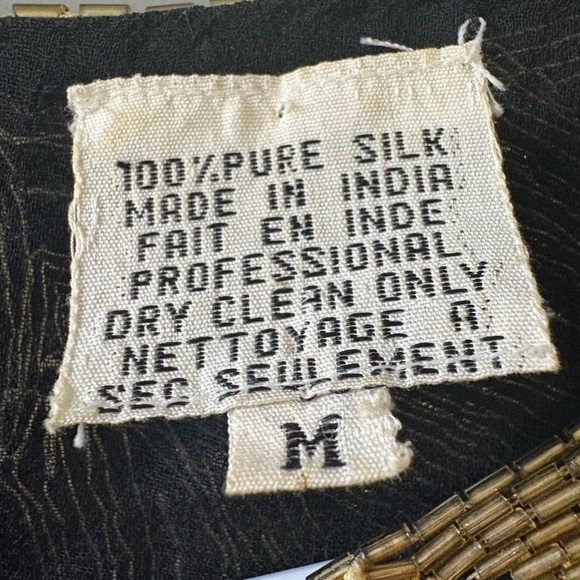 100% PURE SILK
MADE IN INDIA
FAIT EN INDE
PROFESSIONAL
DRY CLEAN ONLY
NETTOYAGE A
SEC SEULEMENT
M